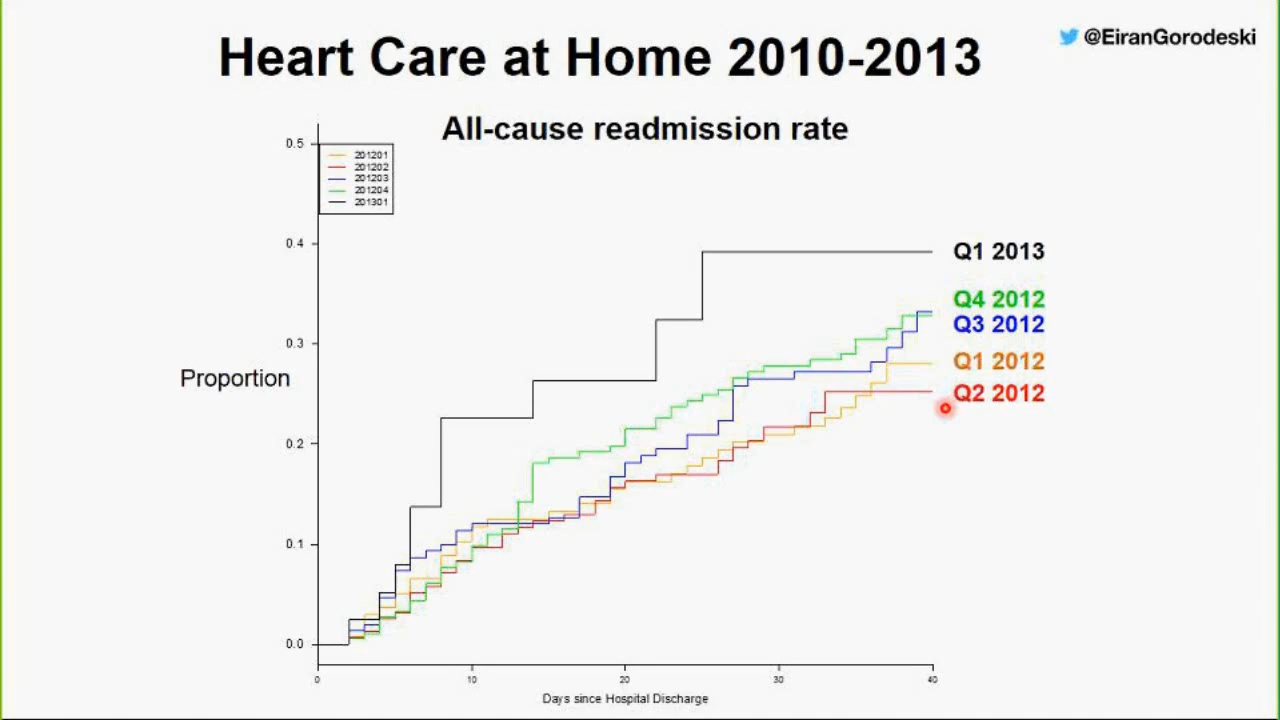 Heart Care at Home 2010-2013
@EiranGorodeski
All-cause readmission rate
0.5
0.4
0.3
0.2
0.1
0.0
201201
201202
201203
201204
201301
Q1 2013
Q4 2012
Q3 2012
Q1 2012
Q2 2012
Proportion
0 10 20 30 40
Days since Hospital Discharge